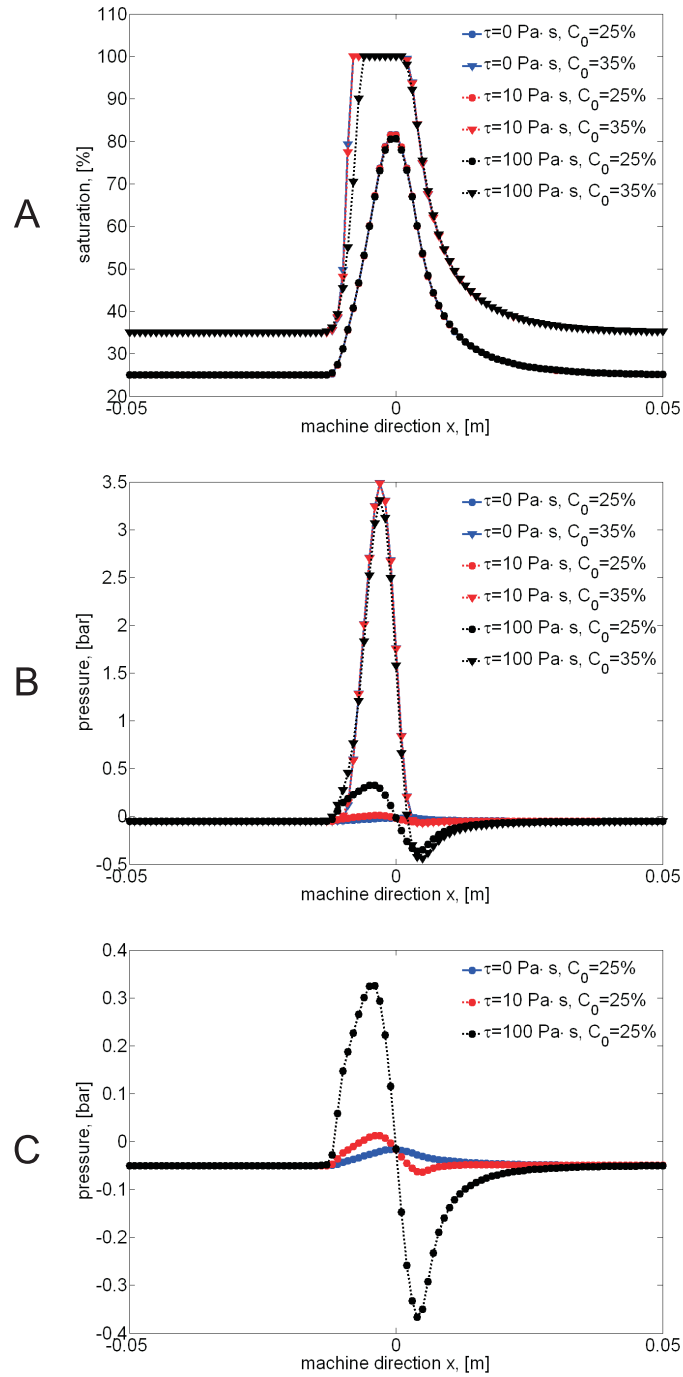 A
saturation, [%]
110
100
90
80
70
60
50
40
30
20
-0.05
0
0.05
machine direction x, [m]
τ=0 Pa· s, C0=25%
τ=0 Pa· s, C0=35%
τ=10 Pa· s, C0=25%
τ=10 Pa· s, C0=35%
τ=100 Pa· s, C0=25%
τ=100 Pa· s, C0=35%
B
pressure, [bar]
3.5
3
2.5
2
1.5
1
0.5
0
-0.5
-0.05
0
0.05
machine direction x, [m]
τ=0 Pa· s, C0=25%
τ=0 Pa· s, C0=35%
τ=10 Pa· s, C0=25%
τ=10 Pa· s, C0=35%
τ=100 Pa· s, C0=25%
τ=100 Pa· s, C0=35%
C
pressure, [bar]
0.4
0.3
0.2
0.1
0
-0.1
-0.2
-0.3
-0.4
-0.05
0
0.05
machine direction x, [m]
τ=0 Pa· s, C0=25%
τ=10 Pa· s, C0=25%
τ=100 Pa· s, C0=25%